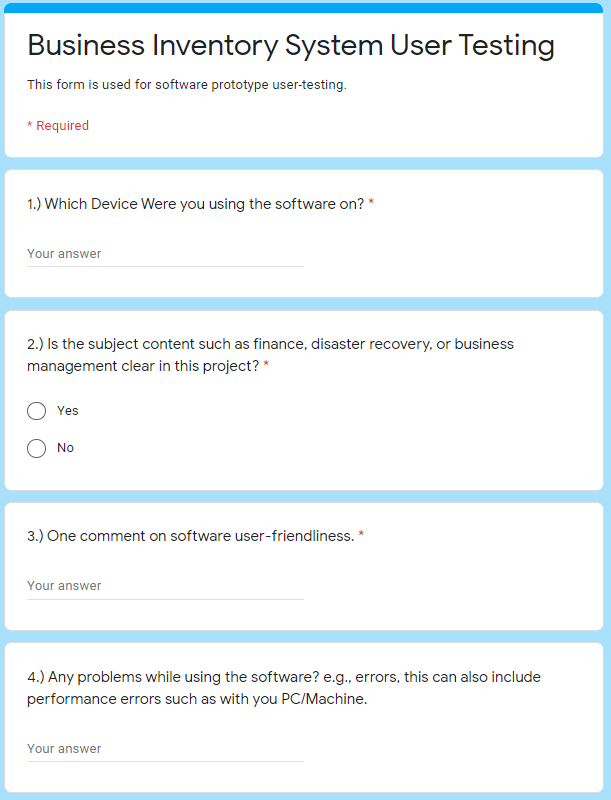 Business Inventory System User Testing
This form is used for software prototype user-testing.
* Required
1.) Which Device Were you using the software on? *
Your answer
2.) Is the subject content such as finance, disaster recovery, or business
management clear in this project? *
Yes
No
3.) One comment on software user-friendliness. *
Your answer
4.) Any problems while using the software? e.g., errors, this can also include
performance errors such as with you PC/Machine.
Your answer